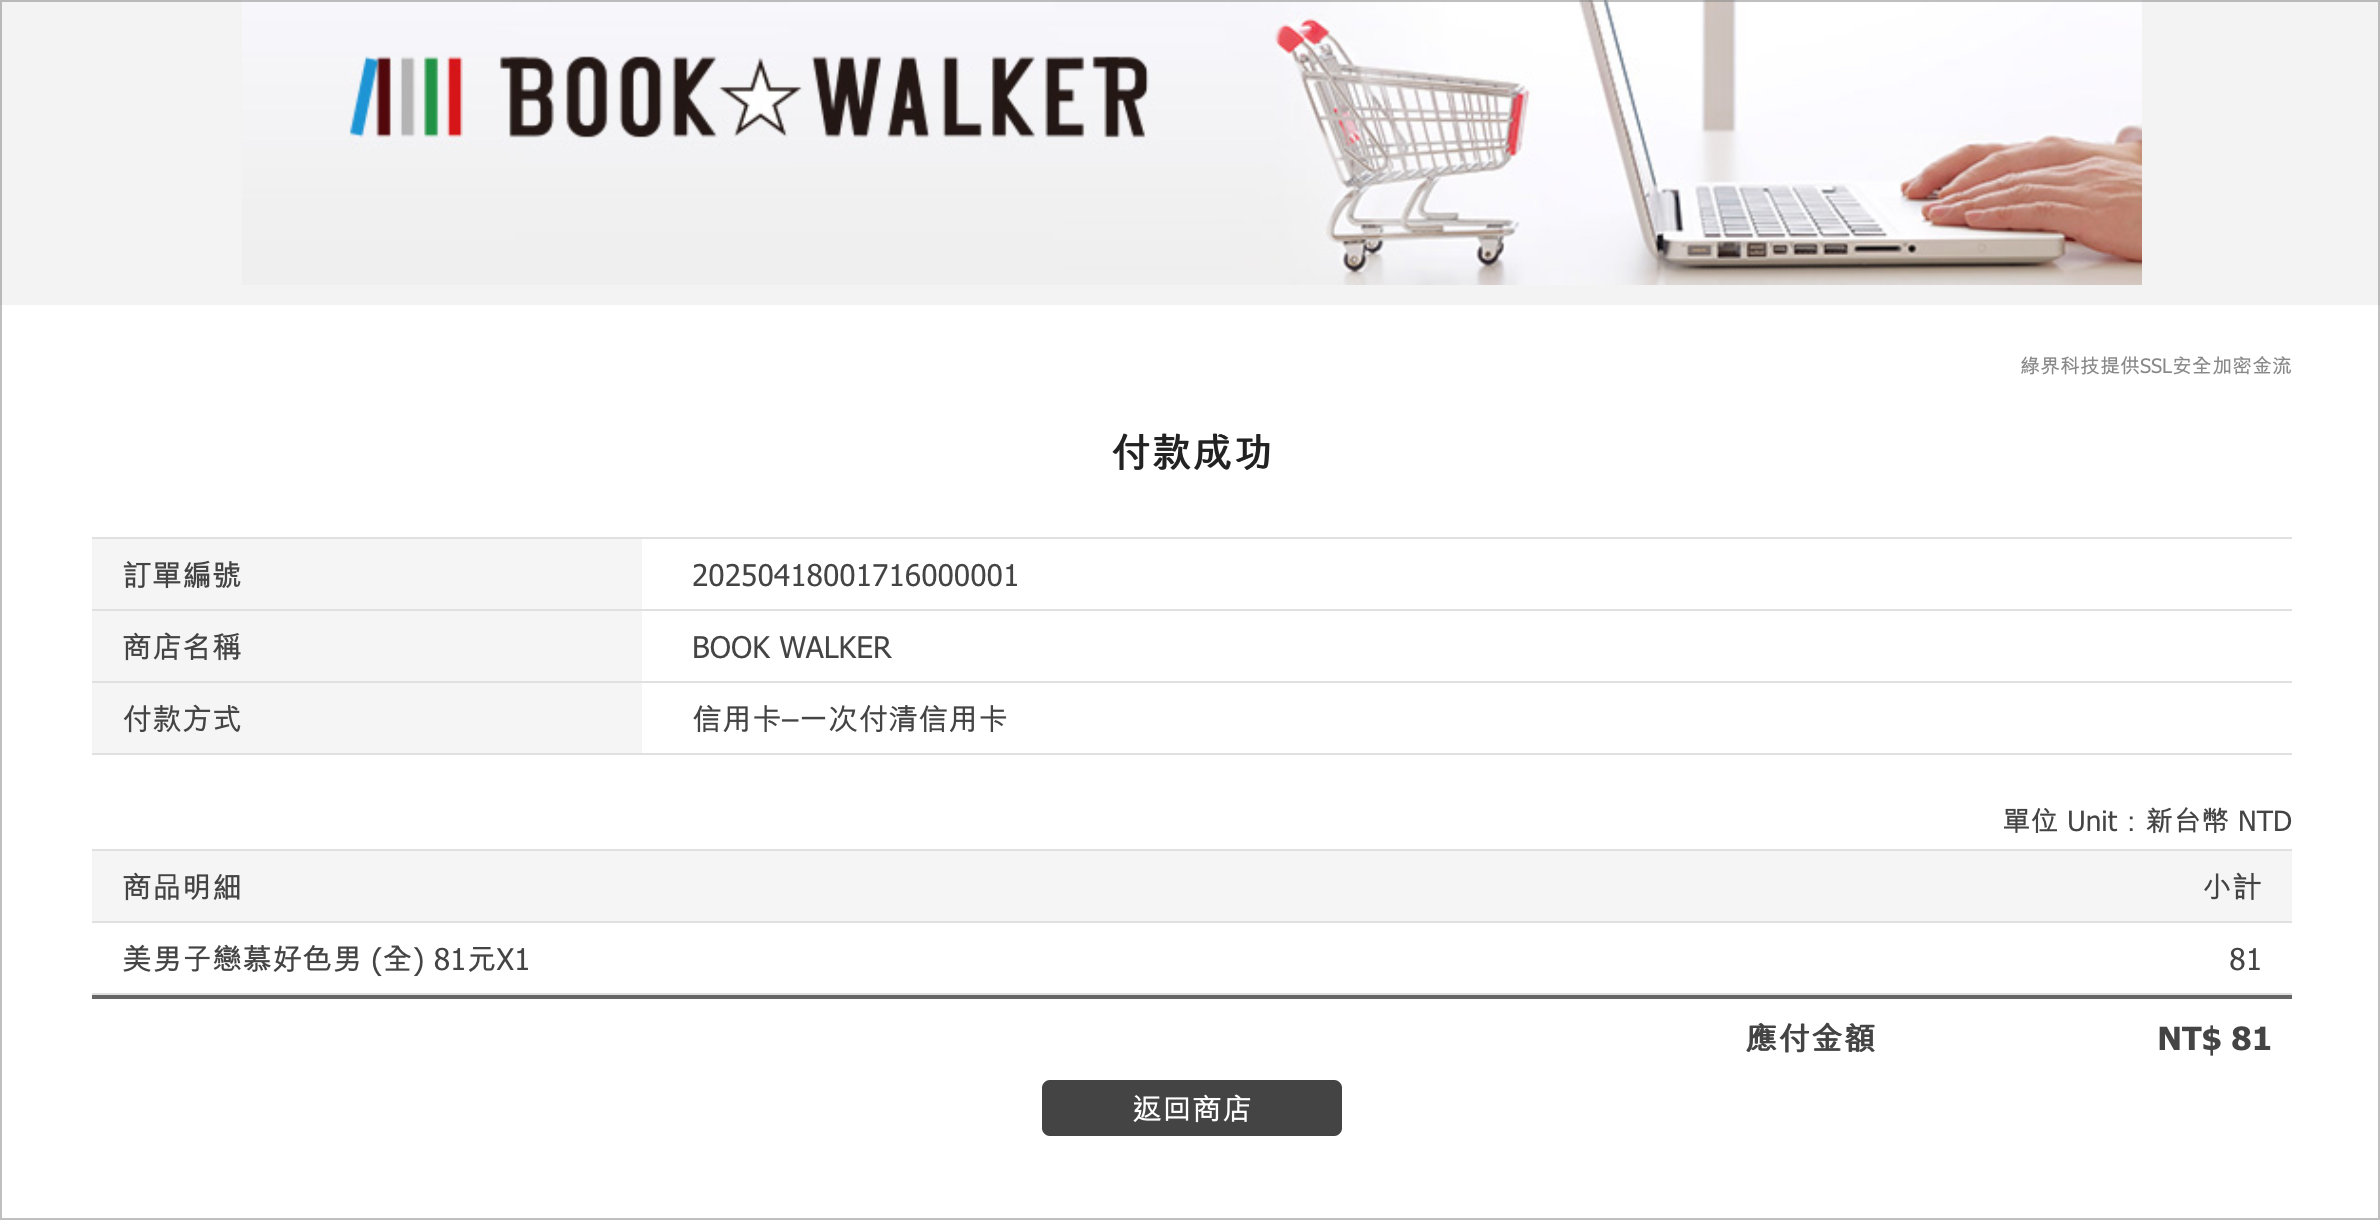 BOOK☆WALKER
綠界科技提供SSL安全加密金流
付款成功
訂單編號 20250418001716000001
商店名稱 BOOK WALKER
付款方式 信用卡–一次付清信用卡
單位 Unit：新台幣 NTD
商品明細 小計
美男子戀慕好色男 (全) 81元X1 81
應付金額 NT$ 81
返回商店